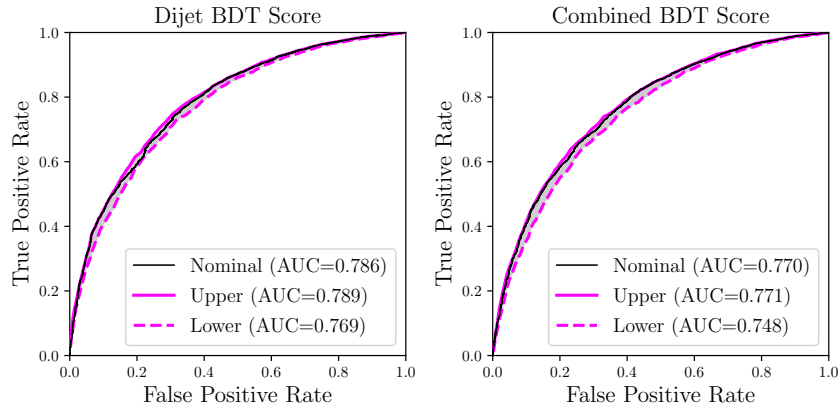 Dijet BDT Score
True Positive Rate
1.0
0.8
0.6
0.4
0.2
0.0
Nominal (AUC=0.786)
Upper (AUC=0.789)
Lower (AUC=0.769)
0.0 0.2 0.4 0.6 0.8 1.0
False Positive Rate
Combined BDT Score
True Positive Rate
1.0
0.8
0.6
0.4
0.2
0.0
Nominal (AUC=0.770)
Upper (AUC=0.771)
Lower (AUC=0.748)
0.0 0.2 0.4 0.6 0.8 1.0
False Positive Rate